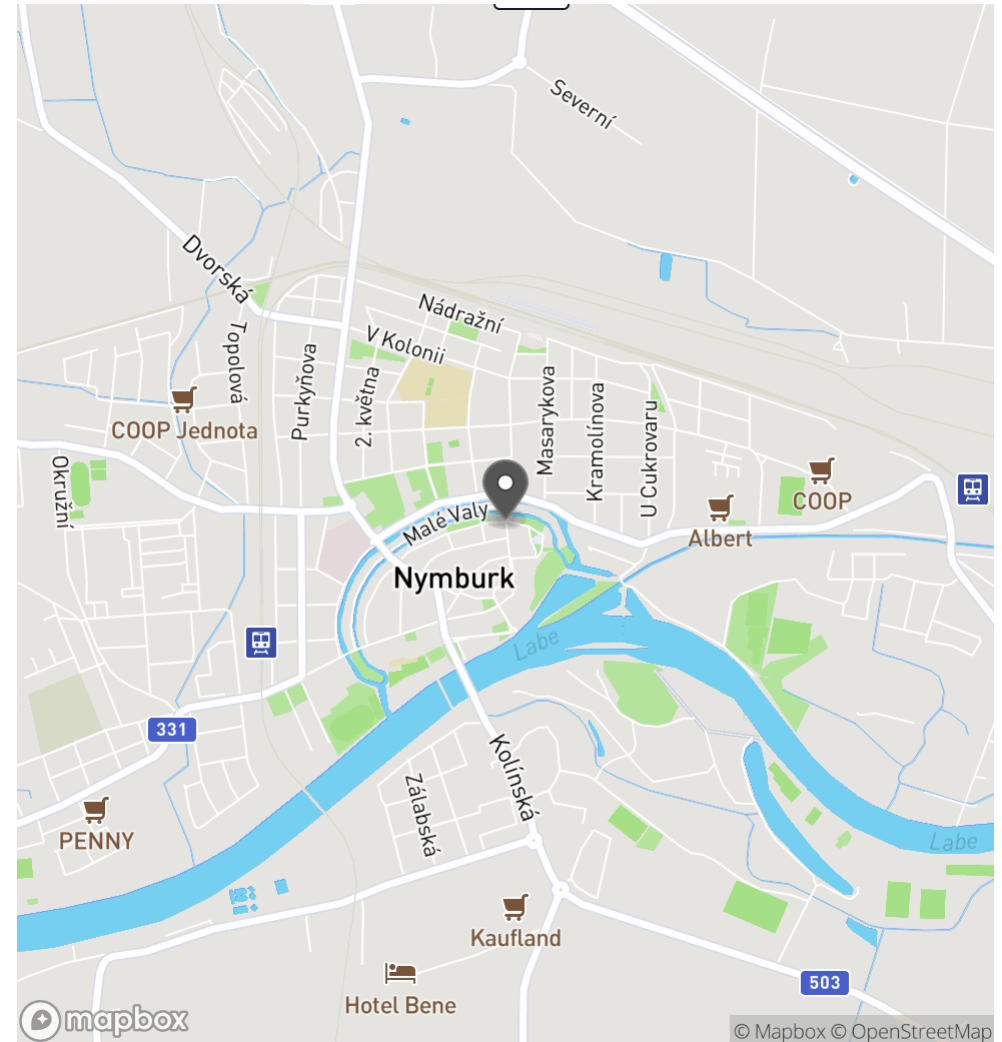 Severní
Dvorská
Nádražní
V Kolonii
Topolová
Purkyňova
2. května
Masarykova
Kramolínova
U Cukrovaru
COOP Jednota
Okružní
COOP
Albert
Malé Valy
Nymburk
Labe
331
Kolínská
Zálabská
PENNY
Labe
Kaufland
503
Hotel Bene
mapbox
© Mapbox © OpenStreetMap